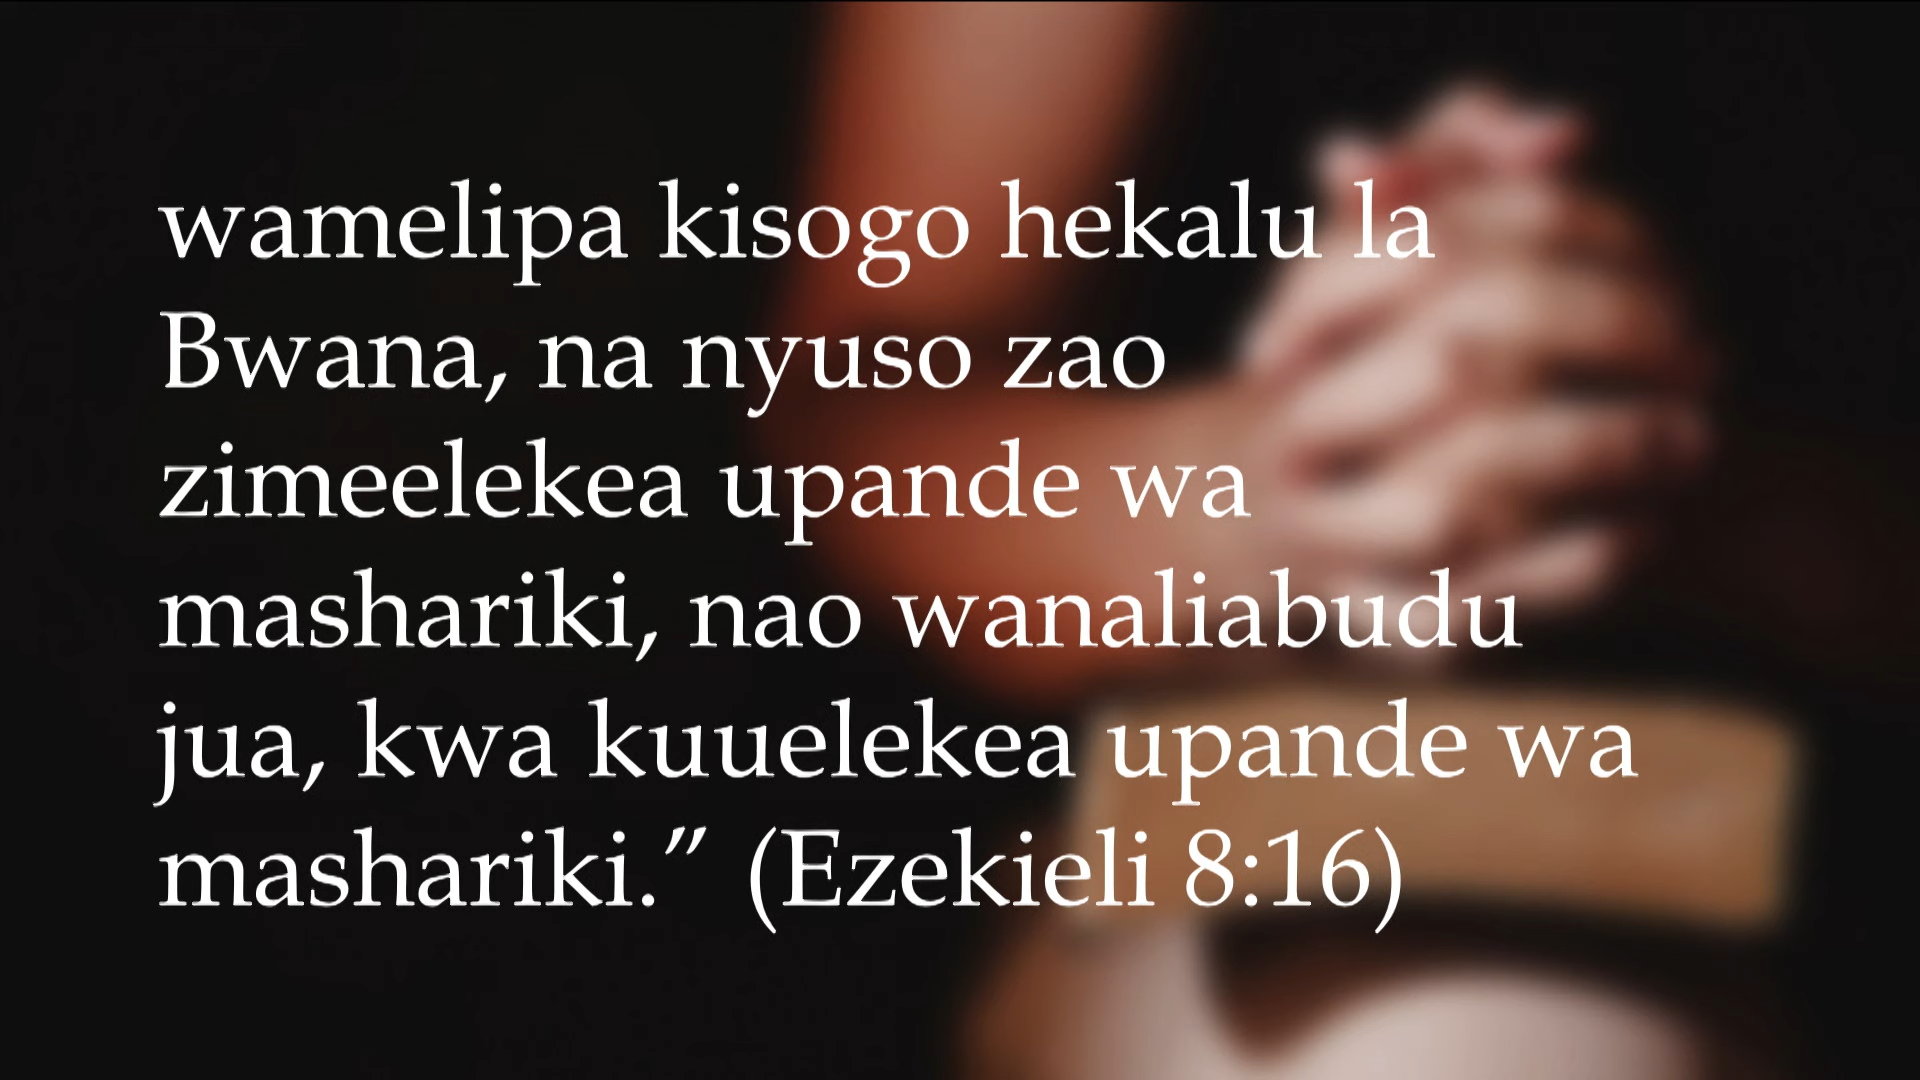 wamelipa kisogo hekalu la
Bwana, na nyuso zao
zimeelekea upande wa
mashariki, nao wanaliabudu
jua, kwa kuuelekea upande wa
mashariki.” (Ezekieli 8:16)